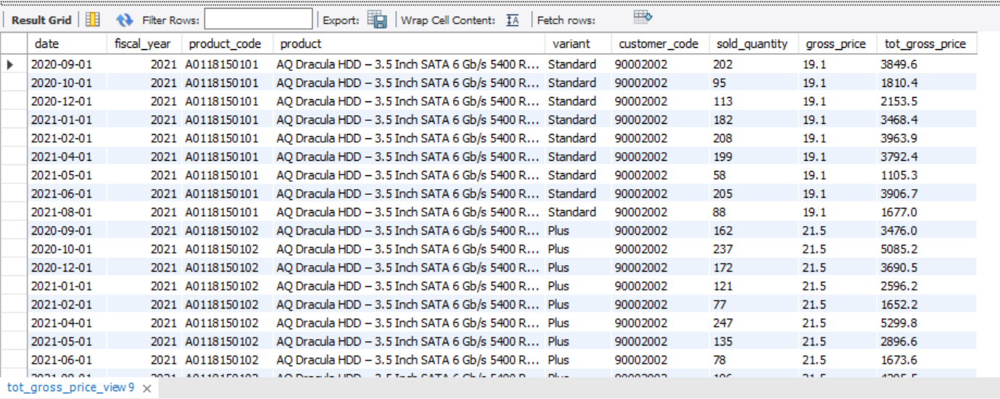 Result Grid Filter Rows: Export: Wrap Cell Content: IA Fetch rows:
date fiscal_year product_code product variant customer_code sold_quantity gross_price tot_gross_price
2020-09-01 2021 A0118150101 AQ Dracula HDD – 3.5 Inch SATA 6 Gb/s 5400 R... Standard 90002002 202 19.1 3849.6
2020-10-01 2021 A0118150101 AQ Dracula HDD – 3.5 Inch SATA 6 Gb/s 5400 R... Standard 90002002 95 19.1 1810.4
2020-12-01 2021 A0118150101 AQ Dracula HDD – 3.5 Inch SATA 6 Gb/s 5400 R... Standard 90002002 113 19.1 2153.5
2021-01-01 2021 A0118150101 AQ Dracula HDD – 3.5 Inch SATA 6 Gb/s 5400 R... Standard 90002002 182 19.1 3468.4
2021-02-01 2021 A0118150101 AQ Dracula HDD – 3.5 Inch SATA 6 Gb/s 5400 R... Standard 90002002 208 19.1 3963.9
2021-04-01 2021 A0118150101 AQ Dracula HDD – 3.5 Inch SATA 6 Gb/s 5400 R... Standard 90002002 199 19.1 3792.4
2021-05-01 2021 A0118150101 AQ Dracula HDD – 3.5 Inch SATA 6 Gb/s 5400 R... Standard 90002002 58 19.1 1105.3
2021-06-01 2021 A0118150101 AQ Dracula HDD – 3.5 Inch SATA 6 Gb/s 5400 R... Standard 90002002 205 19.1 3906.7
2021-08-01 2021 A0118150101 AQ Dracula HDD – 3.5 Inch SATA 6 Gb/s 5400 R... Standard 90002002 88 19.1 1677.0
2020-09-01 2021 A0118150102 AQ Dracula HDD – 3.5 Inch SATA 6 Gb/s 5400 R... Plus 90002002 162 21.5 3476.0
2020-10-01 2021 A0118150102 AQ Dracula HDD – 3.5 Inch SATA 6 Gb/s 5400 R... Plus 90002002 237 21.5 5085.2
2020-12-01 2021 A0118150102 AQ Dracula HDD – 3.5 Inch SATA 6 Gb/s 5400 R... Plus 90002002 172 21.5 3690.5
2021-01-01 2021 A0118150102 AQ Dracula HDD – 3.5 Inch SATA 6 Gb/s 5400 R... Plus 90002002 121 21.5 2596.2
2021-02-01 2021 A0118150102 AQ Dracula HDD – 3.5 Inch SATA 6 Gb/s 5400 R... Plus 90002002 77 21.5 1652.2
2021-04-01 2021 A0118150102 AQ Dracula HDD – 3.5 Inch SATA 6 Gb/s 5400 R... Plus 90002002 247 21.5 5299.8
2021-05-01 2021 A0118150102 AQ Dracula HDD – 3.5 Inch SATA 6 Gb/s 5400 R... Plus 90002002 135 21.5 2896.6
2021-06-01 2021 A0118150102 AQ Dracula HDD – 3.5 Inch SATA 6 Gb/s 5400 R... Plus 90002002 78 21.5 1673.6
tot_gross_price_view 9